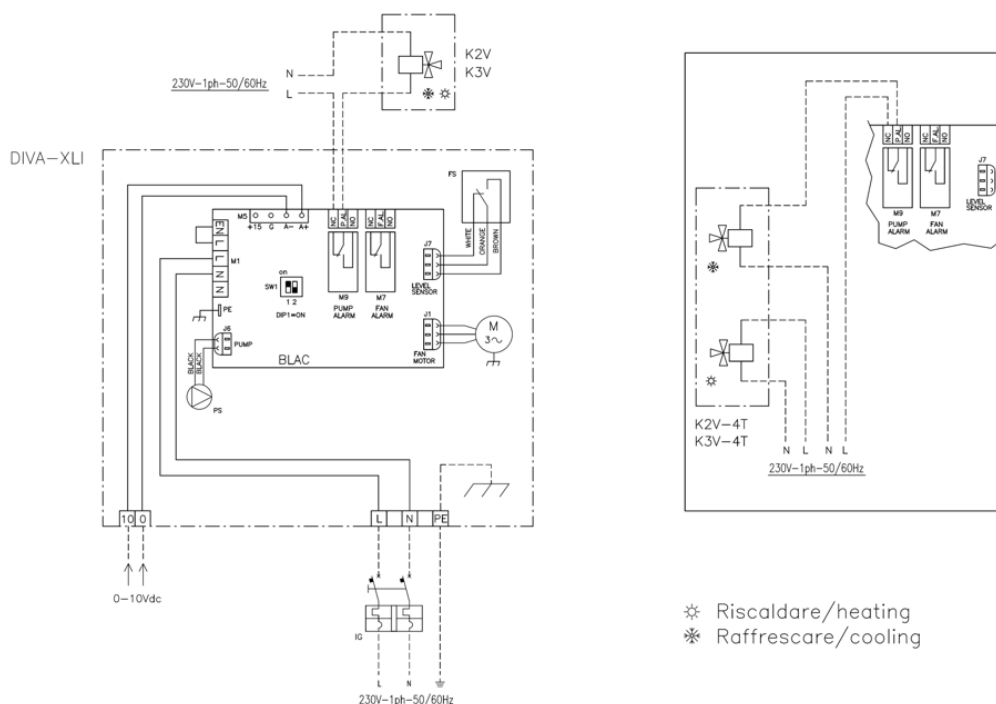 K2V
K3V
N
230V-1ph-50/60Hz
L
DIVA-XLI
FS
M5
+15 G A- A+
NC P.AL NO
NC F.AL NO
WHITE
ORANGE
BROWN
EN L L N N
M1
J7
LEVEL
SENSOR
on
SW1
1 2
DIP1=ON
M9
PUMP
ALARM
M7
FAN
ALARM
PE
J6
PUMP
BLACK
BLACK
J1
FAN
MOTOR
M
3~
BLAC
PS
10 0
L N PE
0-10Vdc
IG
L N
230V-1ph-50/60Hz
NC P.AL NO
NC F.AL NO
J7
LEVEL
SENSOR
M9
PUMP
ALARM
M7
FAN
ALARM
K2V-4T
K3V-4T
N L N L
230V-1ph-50/60Hz
Riscaldare/heating
Raffrescare/cooling